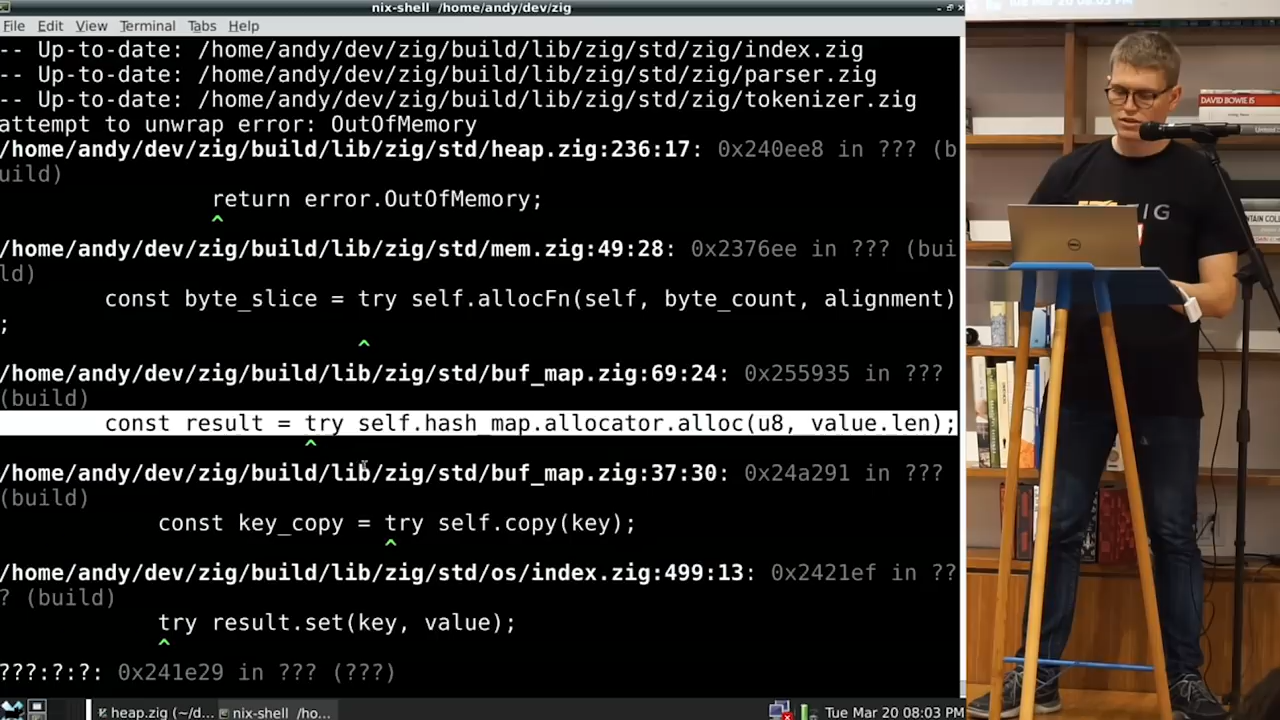 nix-shell /home/andy/dev/zig
File Edit View Terminal Tabs Help
-- Up-to-date: /home/andy/dev/zig/build/lib/zig/std/zig/index.zig
-- Up-to-date: /home/andy/dev/zig/build/lib/zig/std/zig/parser.zig
-- Up-to-date: /home/andy/dev/zig/build/lib/zig/std/zig/tokenizer.zig
attempt to unwrap error: OutOfMemory
/home/andy/dev/zig/build/lib/zig/std/heap.zig:236:17: 0x240ee8 in ??? (b
uild)
return error.OutOfMemory;
^
/home/andy/dev/zig/build/lib/zig/std/mem.zig:49:28: 0x2376ee in ??? (bui
ld)
const byte_slice = try self.allocFn(self, byte_count, alignment)
;
^
/home/andy/dev/zig/build/lib/zig/std/buf_map.zig:69:24: 0x255935 in ???
(build)
const result = try self.hash_map.allocator.alloc(u8, value.len);
^
/home/andy/dev/zig/build/lib/zig/std/buf_map.zig:37:30: 0x24a291 in ???
(build)
const key_copy = try self.copy(key);
^
/home/andy/dev/zig/build/lib/zig/std/os/index.zig:499:13: 0x2421ef in ??
? (build)
try result.set(key, value);
^
???:?:?: 0x241e29 in ??? (???)
heap.zig (~/d... nix-shell /ho... Tue Mar 20 08:03 PM
DAVID BOWIE IS
IG
DELL